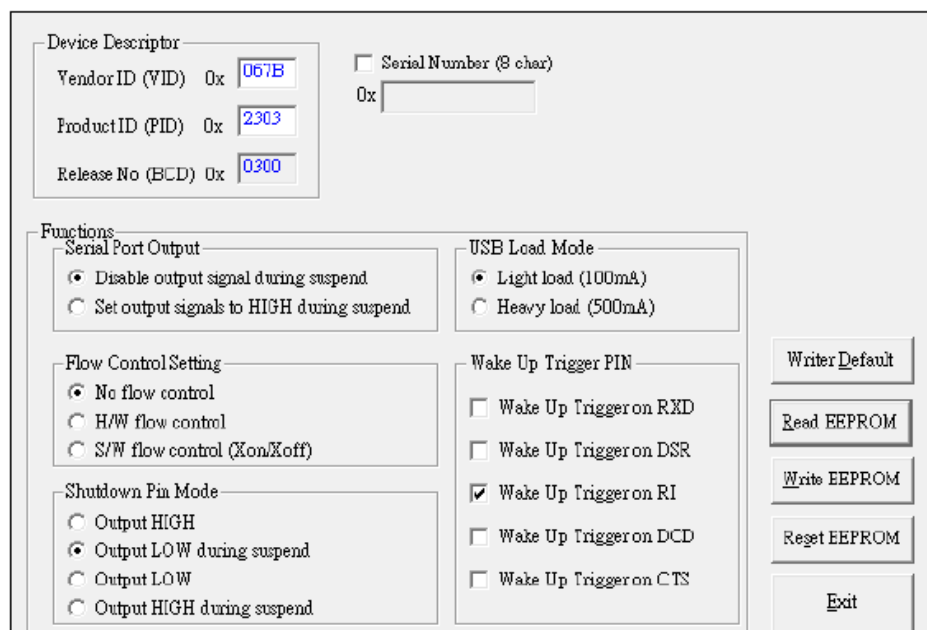 Device Descriptor
Vendor ID (VID) 0x 067B
Product ID (PID) 0x 2303
Release No (BCD) 0x 0300
Serial Number (8 char)
0x
Functions
Serial Port Output
Disable output signal during suspend
Set output signals to HIGH during suspend
USB Load Mode
Light load (100mA)
Heavy load (500mA)
Flow Control Setting
No flow control
H/W flow control
S/W flow control (Xon/Xoff)
Shutdown Pin Mode
Output HIGH
Output LOW during suspend
Output LOW
Output HIGH during suspend
Wake Up Trigger PIN
Wake Up Trigger on RXD
Wake Up Trigger on DSR
Wake Up Trigger on RI
Wake Up Trigger on DCD
Wake Up Trigger on CTS
Writer Default
Read EEPROM
Write EEPROM
Reset EEPROM
Exit